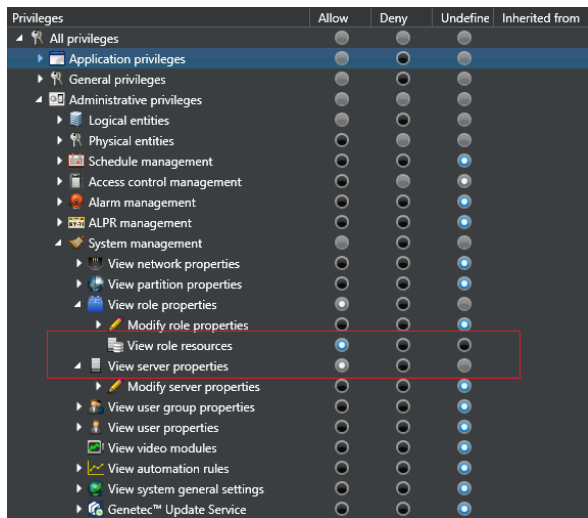 Privileges Allow Deny Undefine Inherited from
All privileges
Application privileges
General privileges
Administrative privileges
Logical entities
Physical entities
Schedule management
Access control management
Alarm management
ALPR management
System management
View network properties
View partition properties
View role properties
Modify role properties
View role resources
View server properties
Modify server properties
View user group properties
View user properties
View video modules
View automation rules
View system general settings
Genetec™ Update Service